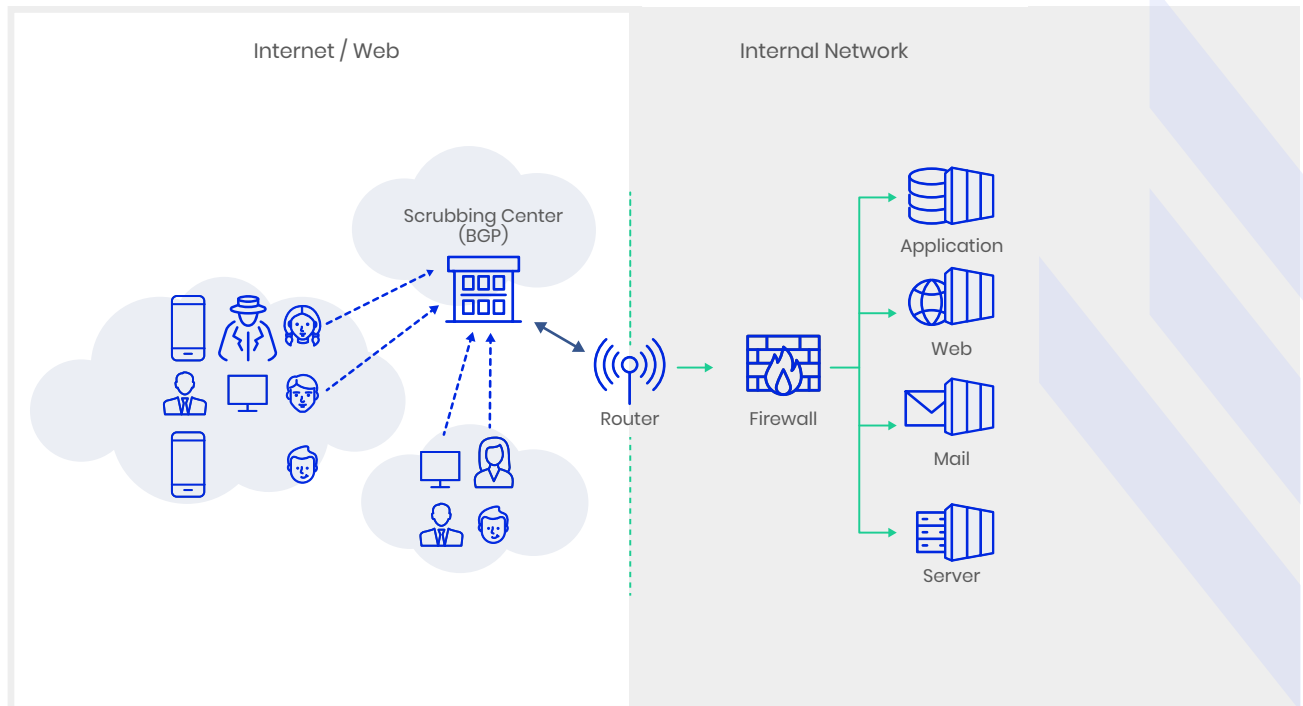 Internet / Web
Internal Network
Scrubbing Center
(BGP)
Application
Web
Router
Firewall
Mail
Server